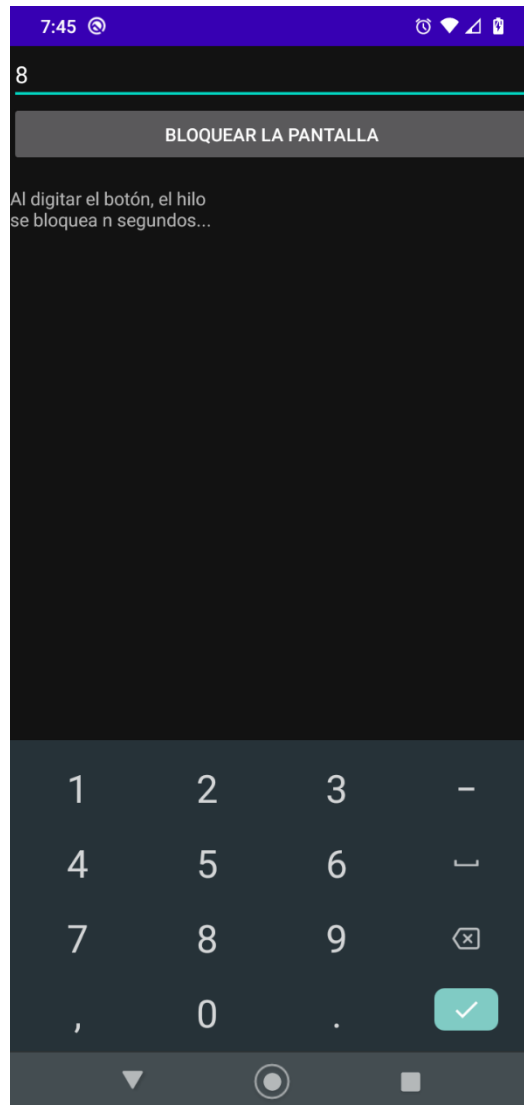 7:45
8
BLOQUEAR LA PANTALLA
Al digitar el botón, el hilo
se bloquea n segundos...
1 2 3 -
4 5 6
7 8 9
, 0 .